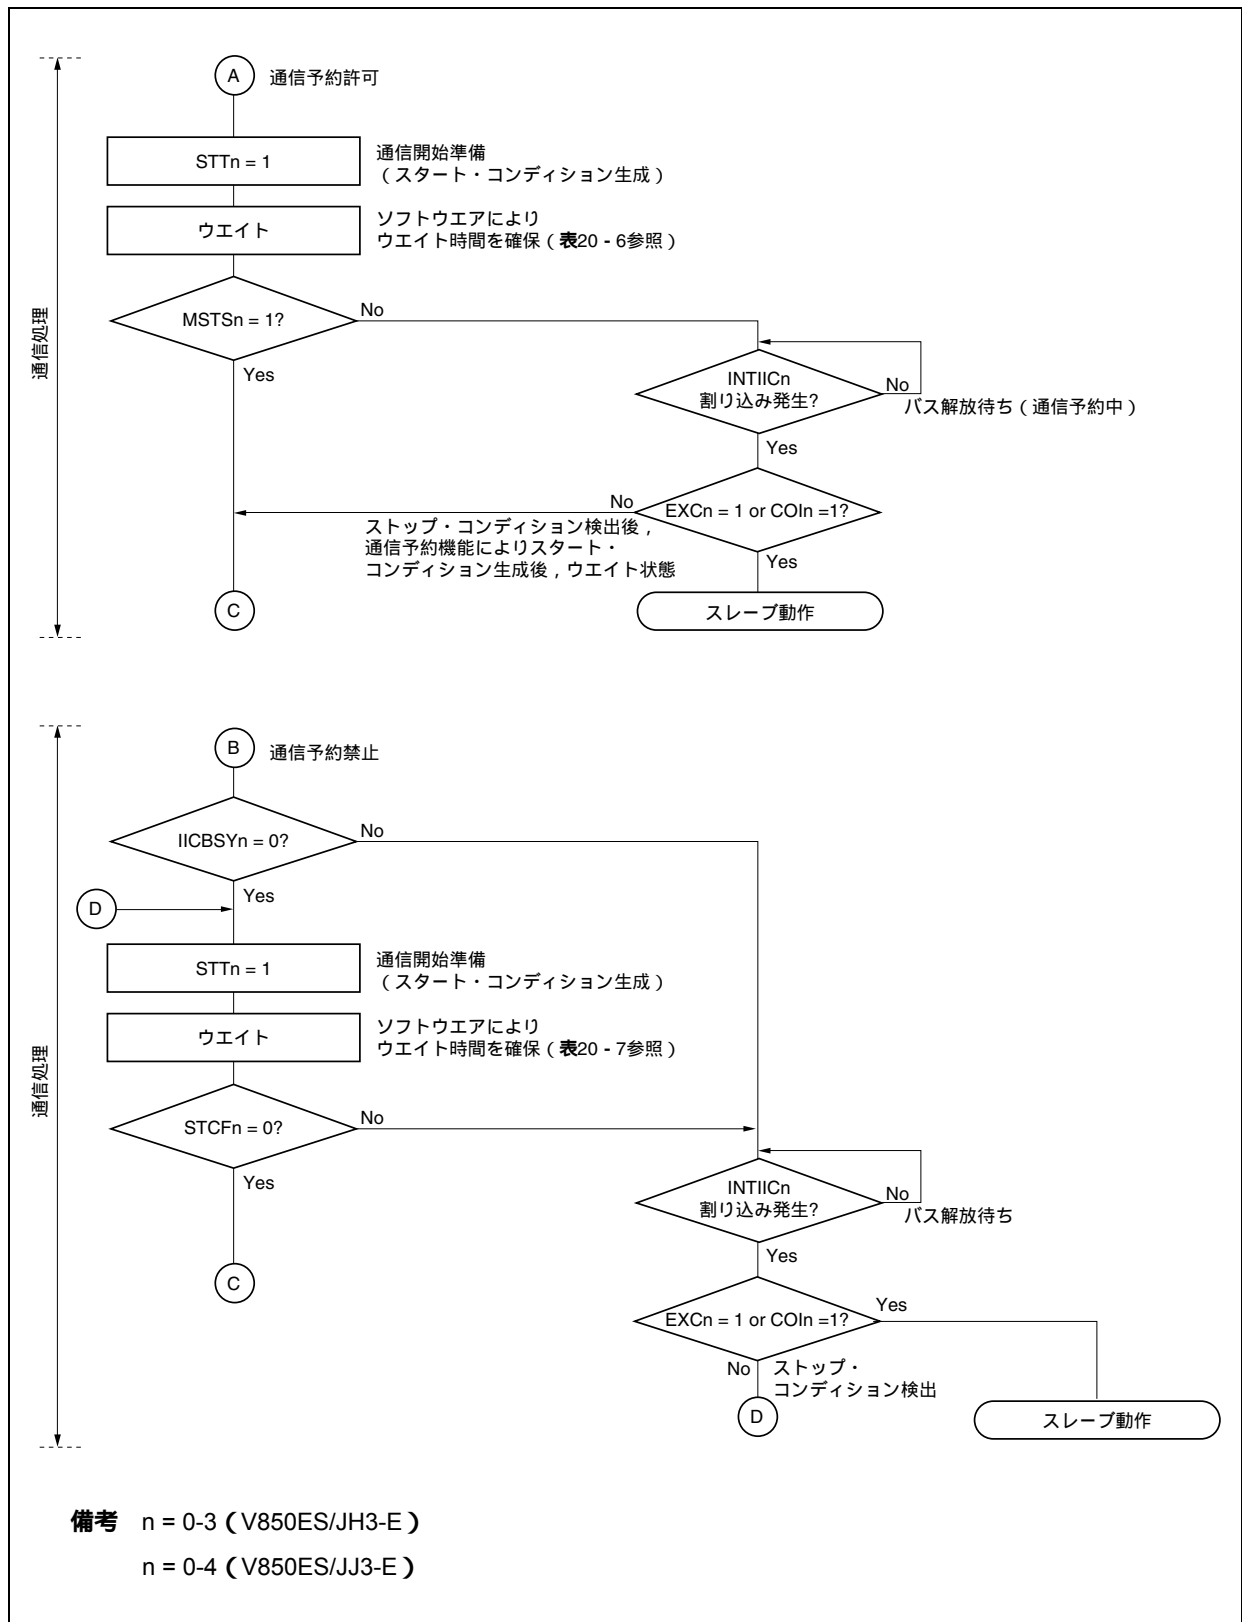 A 通信予約許可
STTn = 1
通信開始準備
(スタート・コンディション生成)
ウエイト
ソフトウエアにより
ウエイト時間を確保(表20-6参照)
MSTSn = 1?
No
Yes
INTIICn
割り込み発生?
No
バス解放待ち(通信予約中)
Yes
EXCn = 1 or COIn =1?
No
ストップ・コンディション検出後,
通信予約機能によりスタート・
コンディション生成後,ウエイト状態
Yes
C
スレーブ動作
通信処理
B 通信予約禁止
IICBSYn = 0?
No
Yes
D
STTn = 1
通信開始準備
(スタート・コンディション生成)
ウエイト
ソフトウエアにより
ウエイト時間を確保(表20-7参照)
STCFn = 0?
No
Yes
INTIICn
割り込み発生?
No
バス解放待ち
Yes
C
EXCn = 1 or COIn =1?
Yes
No
ストップ・
コンディション検出
D
スレーブ動作
通信処理
備考 n = 0-3(V850ES/JH3-E)
n = 0-4(V850ES/JJ3-E)